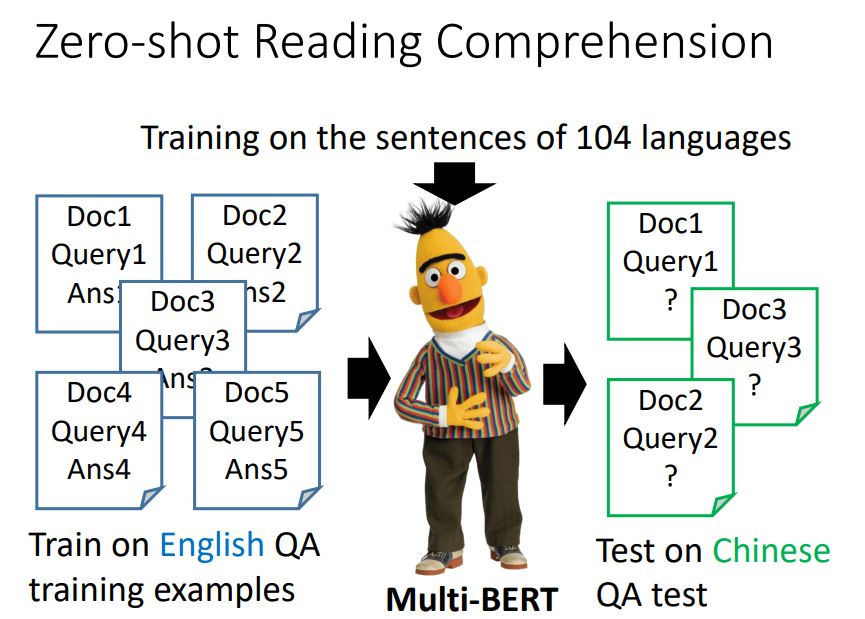 Zero-shot Reading Comprehension
Training on the sentences of 104 languages
Doc1
Query1
Ans1
Doc2
Query2
ns2
Doc3
Query3
Ans3
Doc4
Query4
Ans4
Doc5
Query5
Ans5
Train on English QA
training examples
Multi-BERT
Doc1
Query1
?
Doc3
Query3
?
Doc2
Query2
?
Test on Chinese
QA test